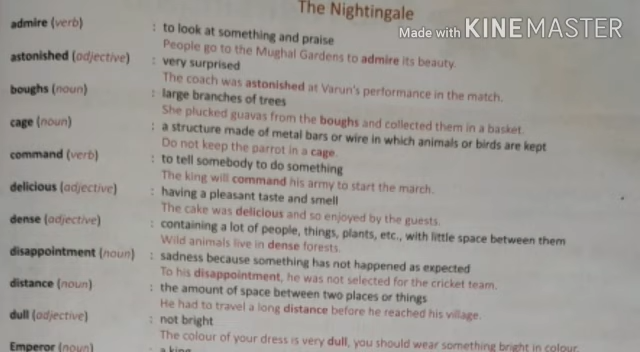 The Nightingale
Made with KINEMASTER
admire (verb) : to look at something and praise
People go to the Mughal Gardens to admire its beauty.
astonished (adjective) : very surprised
The coach was astonished at Varun's performance in the match.
boughs (noun) : large branches of trees
She plucked guavas from the boughs and collected them in a basket.
cage (noun) : a structure made of metal bars or wire in which animals or birds are kept
Do not keep the parrot in a cage.
command (verb) : to tell somebody to do something
The king will command his army to start the march.
delicious (adjective) : having a pleasant taste and smell
The cake was delicious and so enjoyed by the guests.
dense (adjective) : containing a lot of people, things, plants, etc., with little space between them
Wild animals live in dense forests.
disappointment (noun) : sadness because something has not happened as expected
To his disappointment, he was not selected for the cricket team.
distance (noun) : the amount of space between two places or things
He had to travel a long distance before he reached his village.
dull (adjective) : not bright
The colour of your dress is very dull, you should wear something bright in colour.
Emperor (noun) : a king